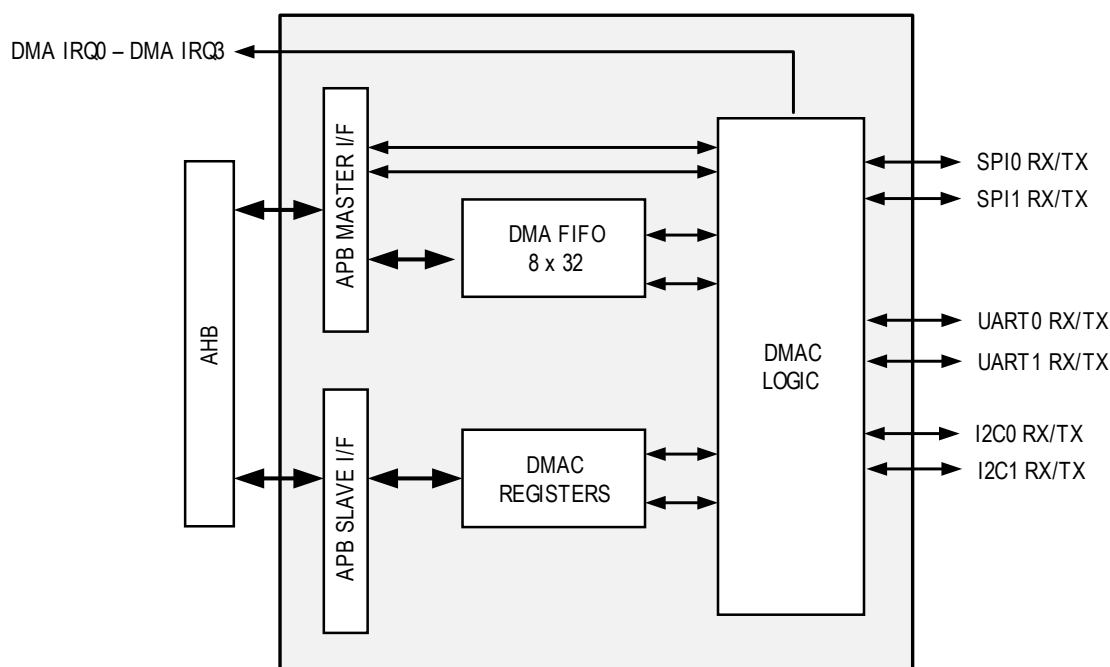 DMA IRQ0 – DMA IRQ3
APB MASTER I/F
SPI0 RX/TX
SPI1 RX/TX
DMA FIFO
8 x 32
AHB
UART0 RX/TX
UART1 RX/TX
DMAC
LOGIC
APB SLAVE I/F
DMAC
REGISTERS
I2C0 RX/TX
I2C1 RX/TX